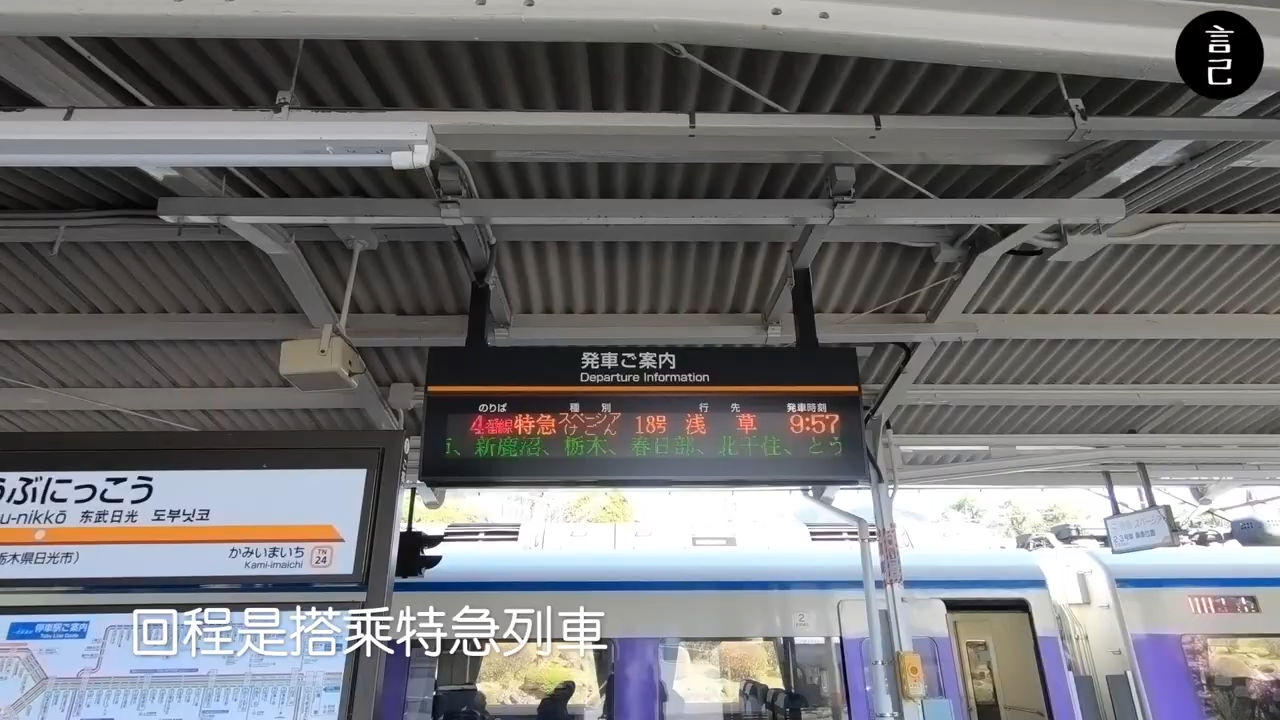 言己
発車ご案内
Departure Information
のりば 種別 行先 発車時刻
4番線 特急 スペーシア けごん 18号 浅草 9:57
、新鹿沼、栃木、春日部、北千住、とう
うぶにっこう
u-nikkō 东武日光 도부닛코
栃木県日光市）
かみいまいち
Kami-imaichi
TN
24
停車駅ご案内
2
回程是搭乘特急列車